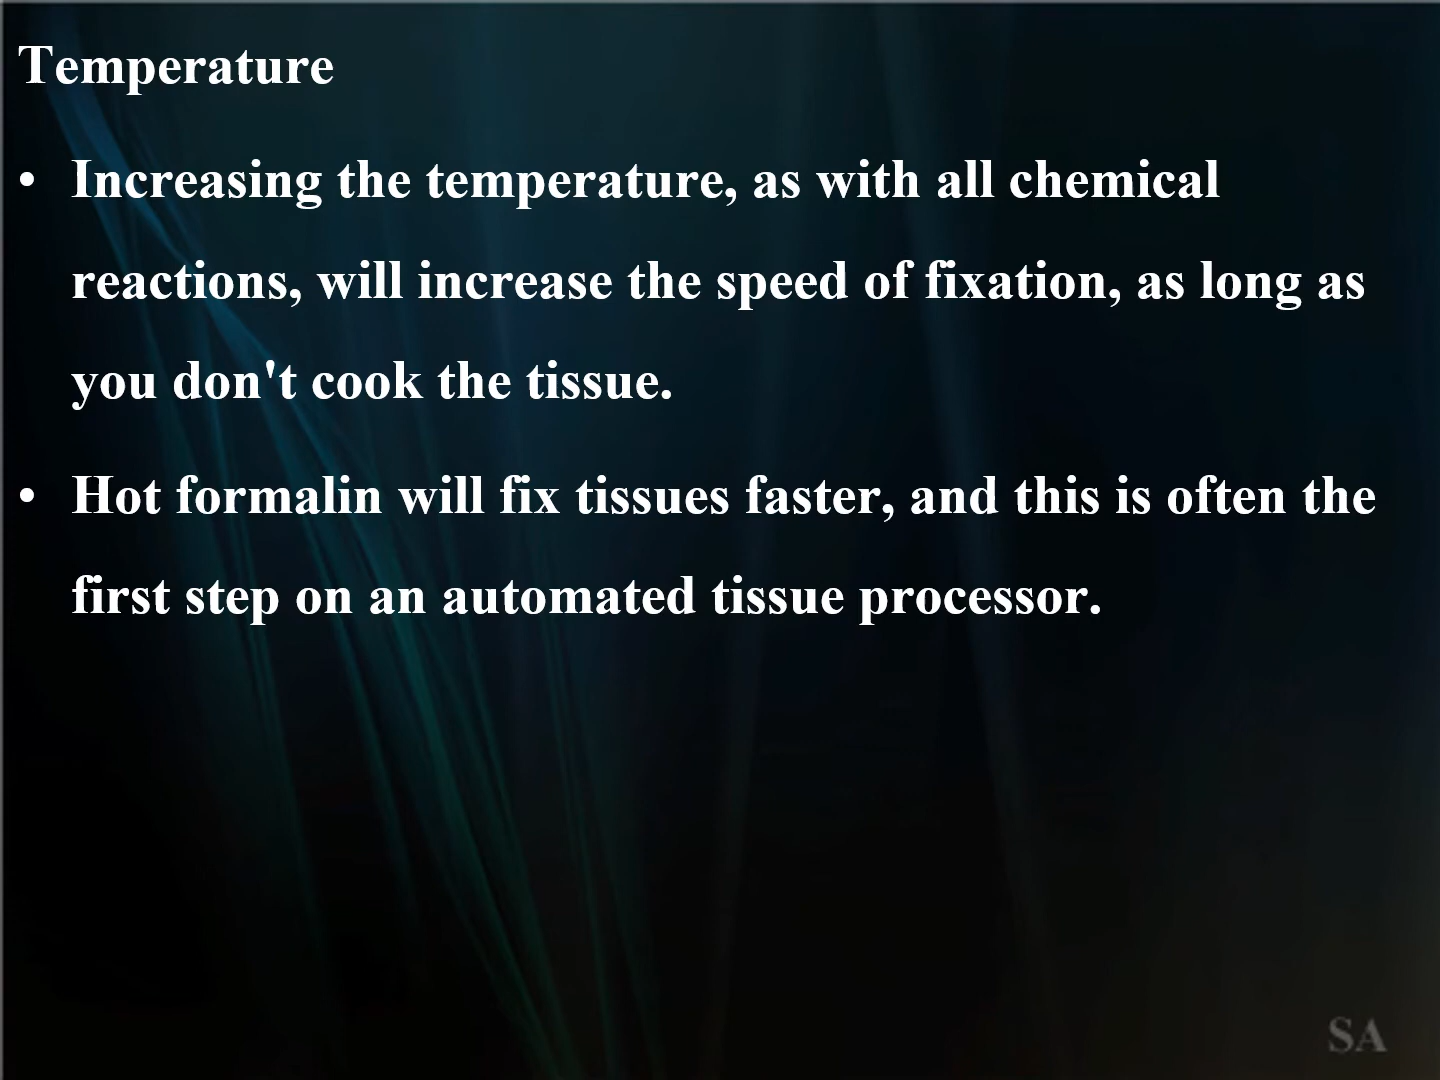 Temperature
• Increasing the temperature, as with all chemical
reactions, will increase the speed of fixation, as long as
you don't cook the tissue.
• Hot formalin will fix tissues faster, and this is often the
first step on an automated tissue processor.
SA